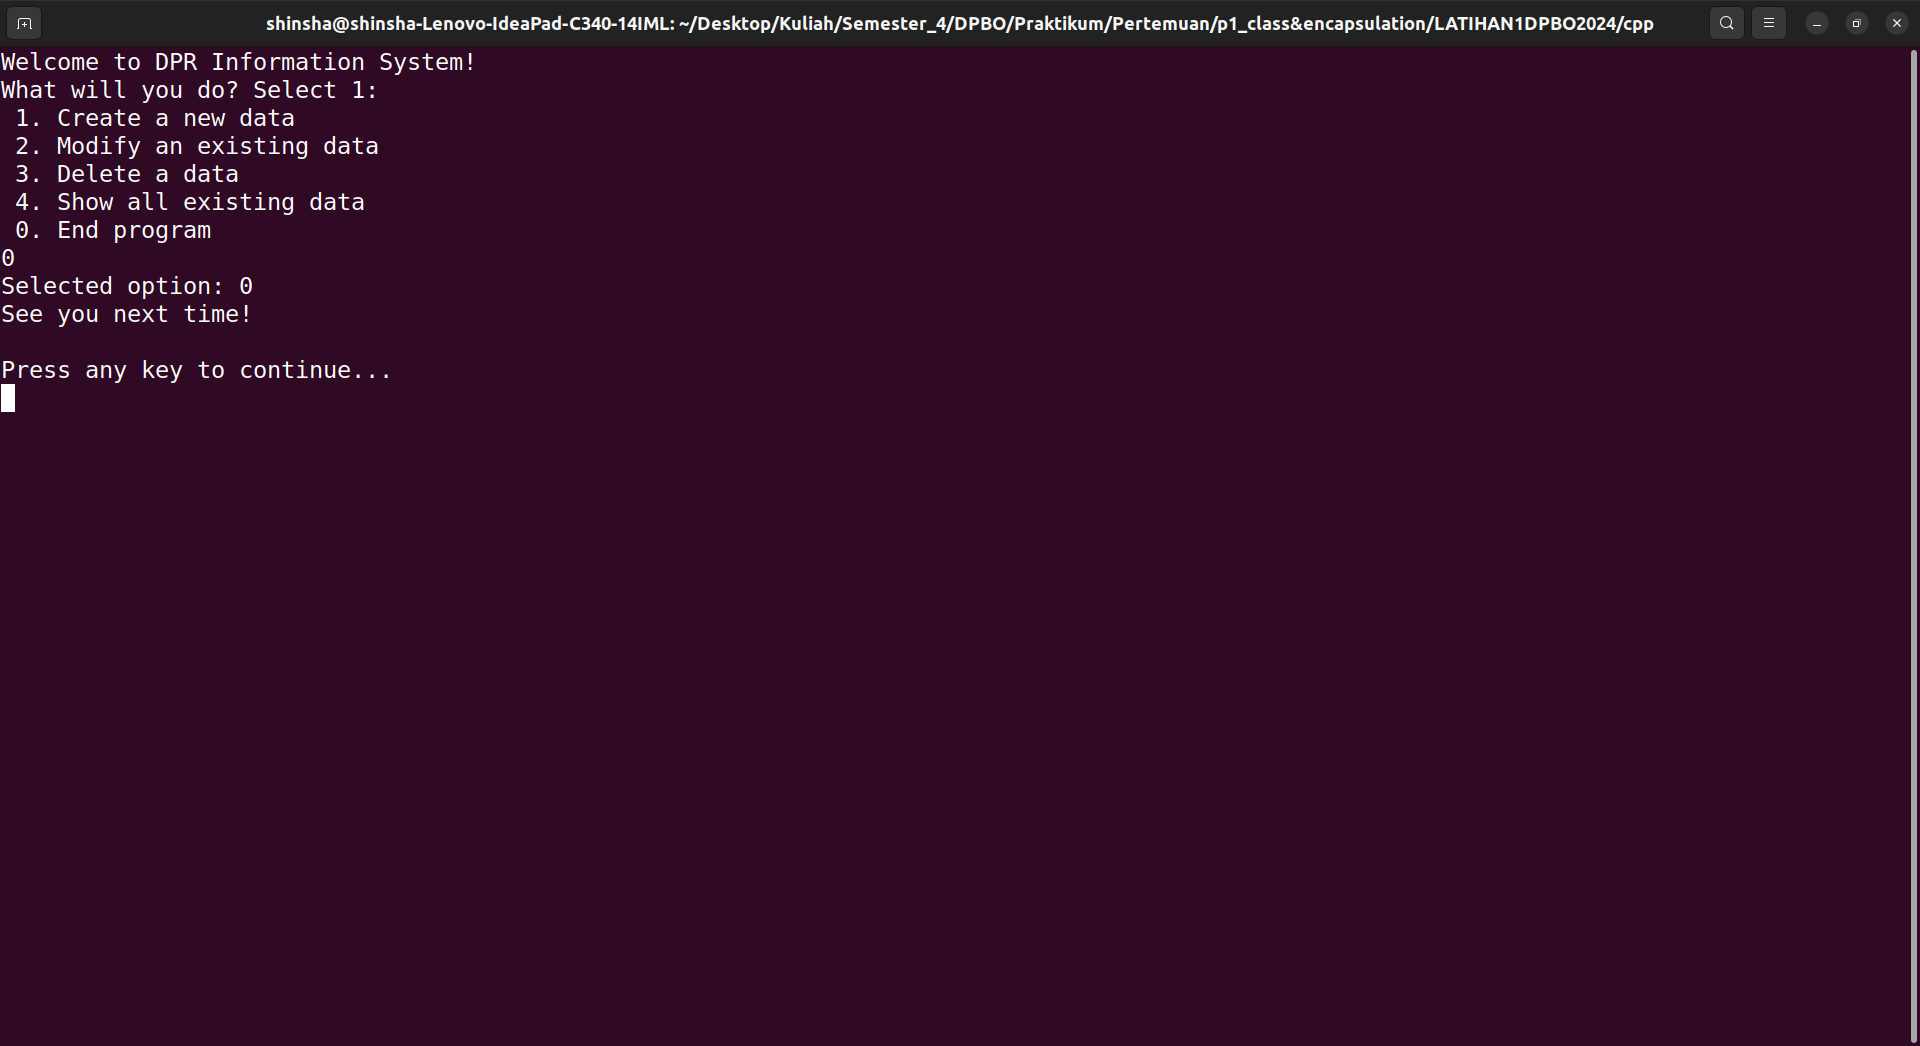 shinsha@shinsha-Lenovo-IdeaPad-C340-14IML: ~/Desktop/Kuliah/Semester_4/DPBO/Praktikum/Pertemuan/p1_class&encapsulation/LATIHAN1DPBO2024/cpp
Welcome to DPR Information System!
What will you do? Select 1:
 1. Create a new data
 2. Modify an existing data
 3. Delete a data
 4. Show all existing data
 0. End program
0
Selected option: 0
See you next time!

Press any key to continue...